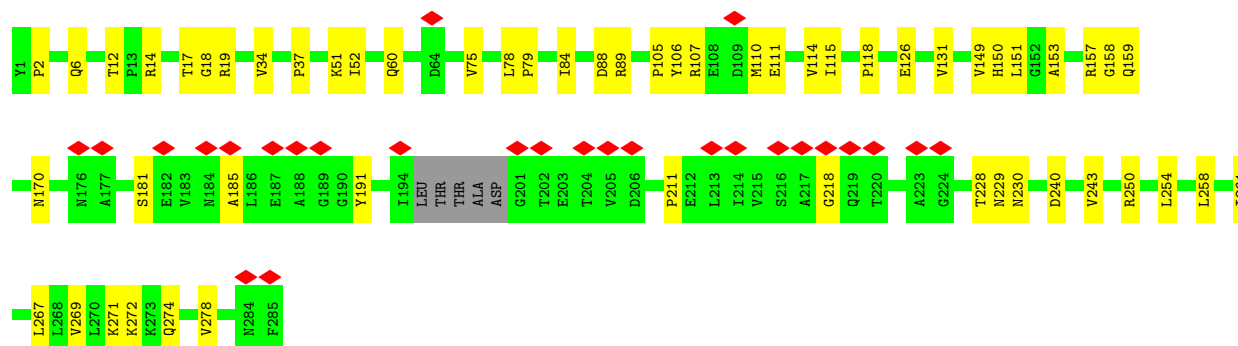 Y1 P2 Q6 T12 P13 R14 T17 G18 R19 V34 P37 K51 I52 Q60 D64 V75 L78 P79 I84 D88 R89 P105 Y106 R107 E108 D109 M110 E111 V114 I115 P118 E126 V131 V149 H150 L151 G152 A153 R157 G158 Q159
N170 N176 A177 S181 E182 V183 N184 A185 L186 E187 A188 G189 G190 Y191 I194 LEU THR THR ALA ASP G201 T202 E203 T204 V205 D206 P211 E212 L213 I214 V215 S216 A217 G218 Q219 T220 A223 G224 T228 N229 N230 D240 V243 R250 L254 L258
L267 L268 V269 L270 K271 K272 K273 Q274 V278 N284 F285